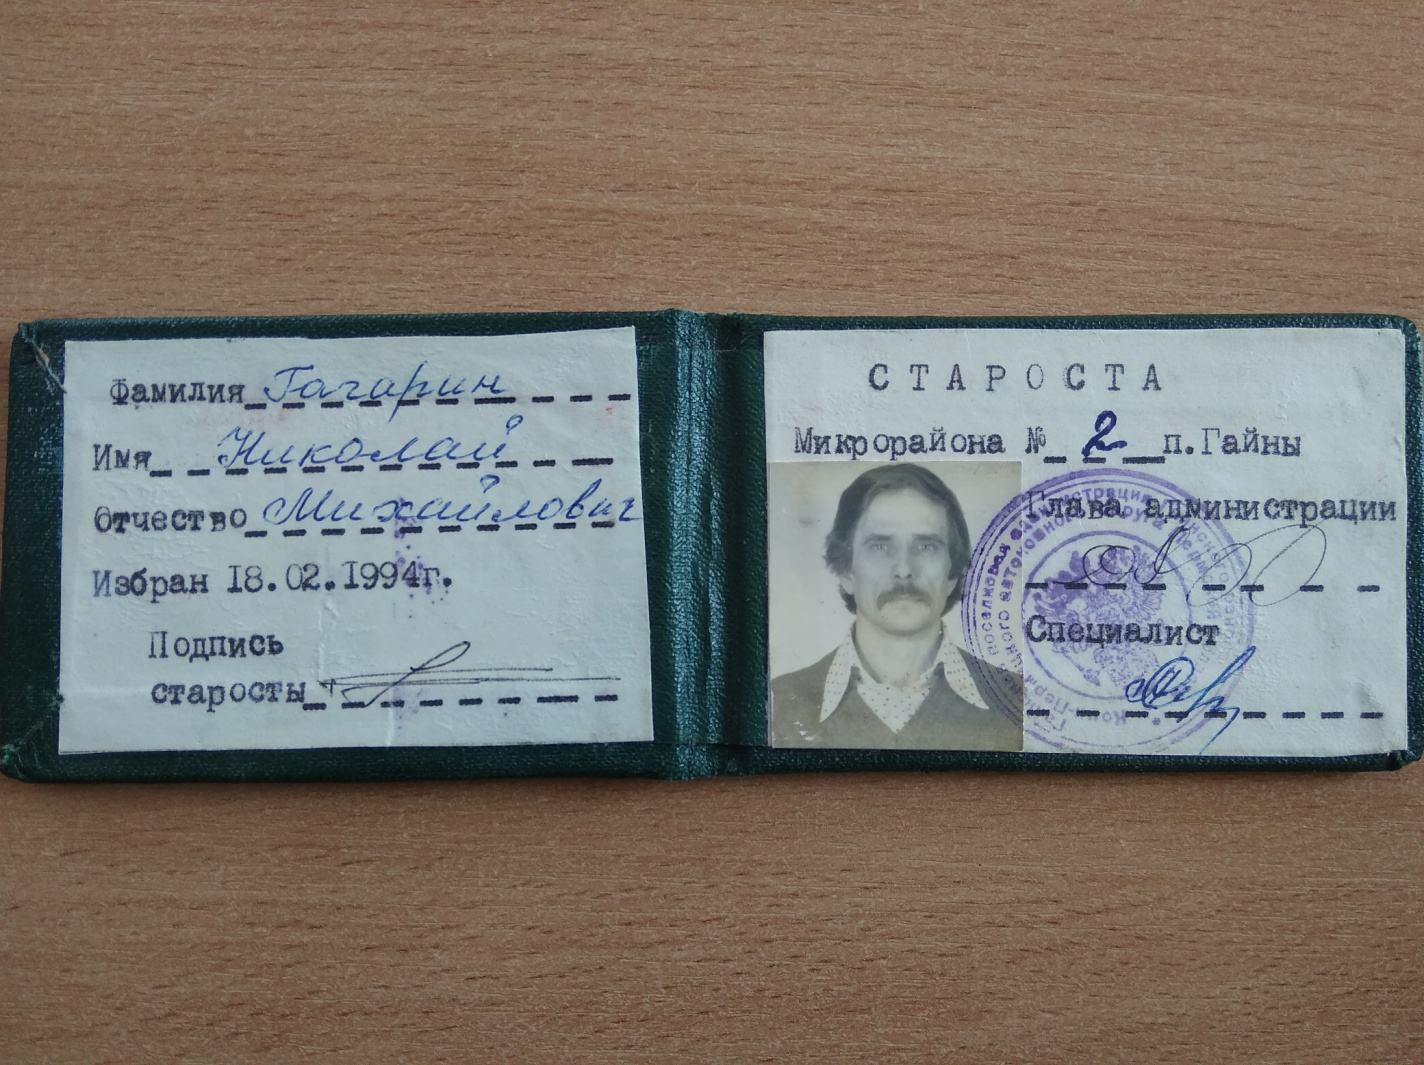 Фамилия Гагарин
Имя Николай
Отчество Михайлович
Избран 18.02.1994г.
Подпись
старосты
СТАРОСТА
Микрорайона № 2 п.Гайны
Глава администрации
Специалист